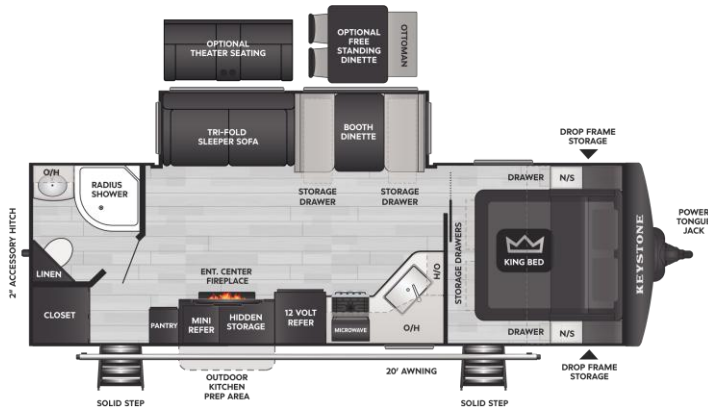 OPTIONAL
THEATER SEATING
OPTIONAL
FREE
STANDING
DINETTE
OTTOMAN
TRI-FOLD
SLEEPER SOFA
BOOTH
DINETTE
STORAGE
DRAWER
STORAGE
DRAWER
DROP FRAME
STORAGE
DRAWER
N/S
O/H
RADIUS
SHOWER
2" ACCESSORY HITCH
LINEN
CLOSET
ENT. CENTER
FIREPLACE
PANTRY
MINI
REFER
HIDDEN
STORAGE
12 VOLT
REFER
MICROWAVE
O/H
O/H
STORAGE DRAWERS
KING BED
KEYSTONE
POWER
TONGUE
JACK
DRAWER
N/S
DROP FRAME
STORAGE
20' AWNING
OUTDOOR
KITCHEN
PREP AREA
SOLID STEP
SOLID STEP